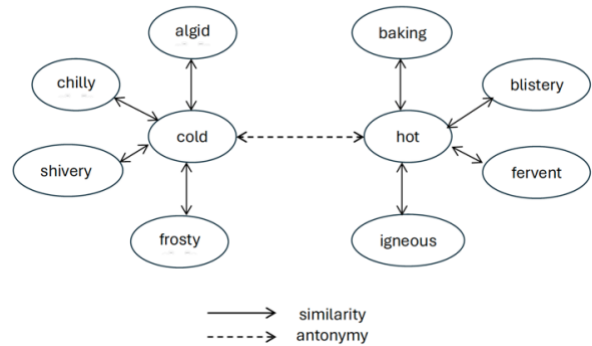 algid
baking
chilly
blistery
cold
hot
shivery
fervent
frosty
igneous
similarity
antonymy